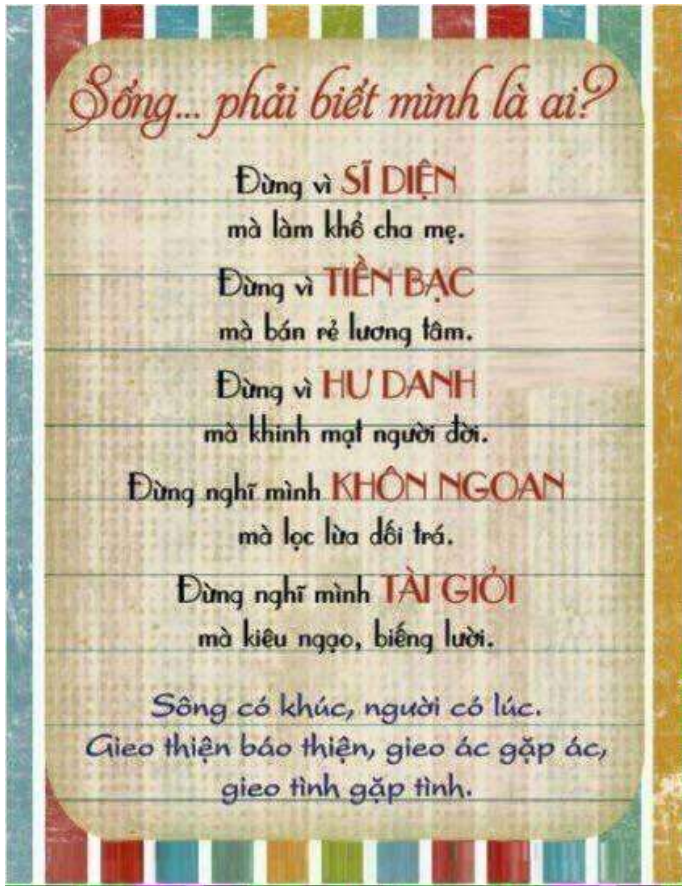 Sống... phải biết mình là ai?
Đừng vì SĨ DIỆN
mà làm khổ cha mẹ.
Đừng vì TIỀN BẠC
mà bán rẻ lương tâm.
Đừng vì HƯ DANH
mà khinh mạt người đời.
Đừng nghĩ mình KHÔN NGOAN
mà lọc lừa dối trá.
Đừng nghĩ mình TÀI GIỎI
mà kiêu ngạo, biếng lười.
Sông có khúc, người có lúc.
Gieo thiện báo thiện, gieo ác gặp ác,
gieo tình gặp tình.